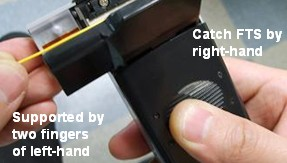 Catch FTS by
right-hand
Supported by
two fingers
of left-hand